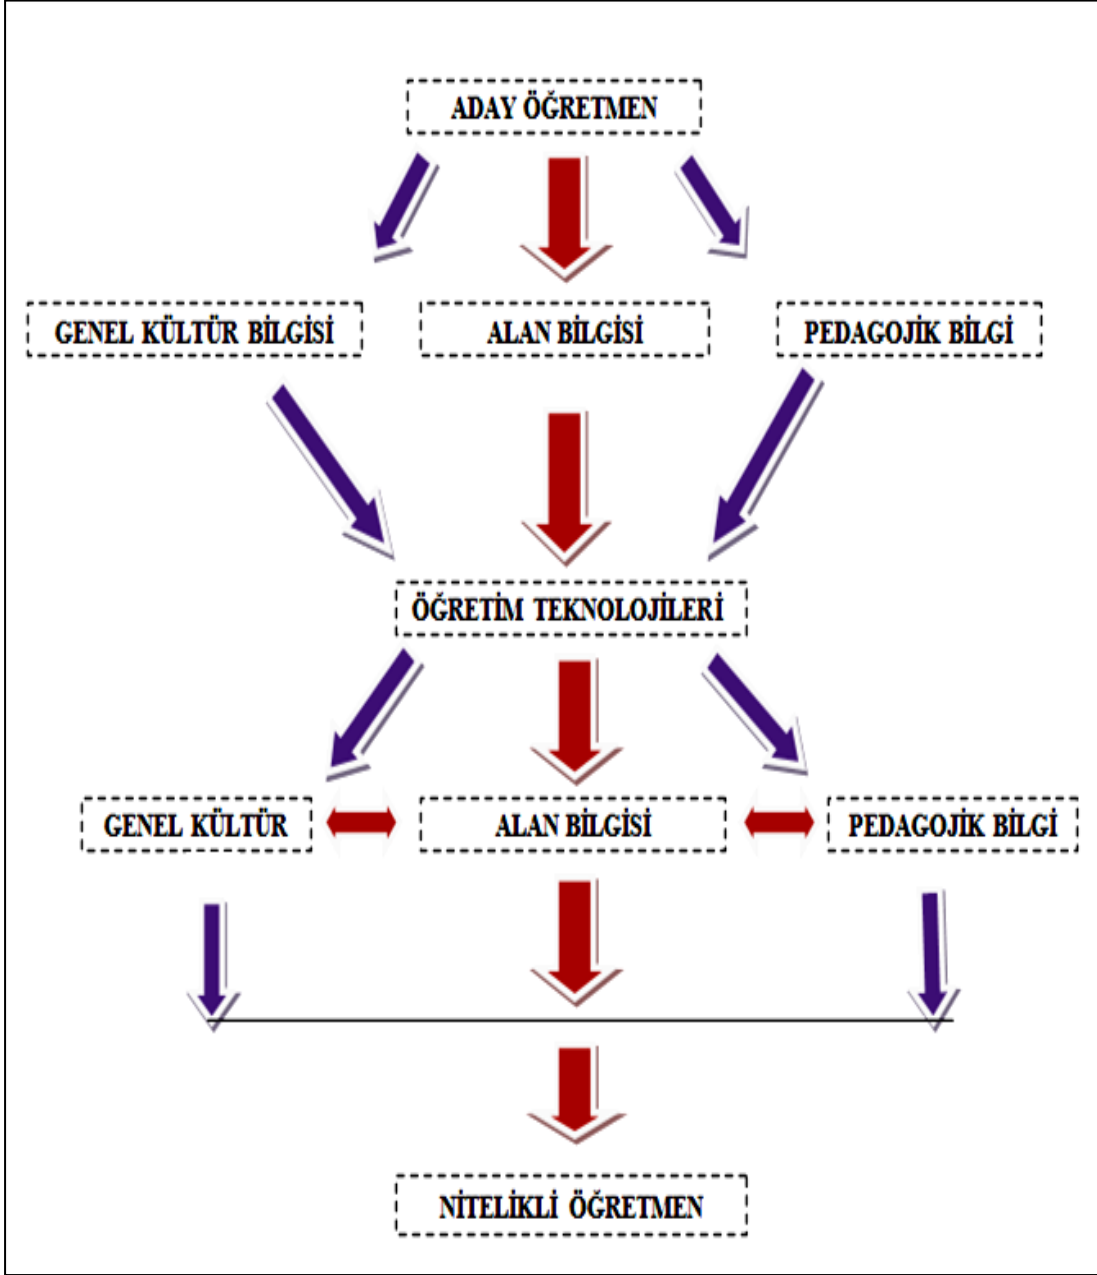 ADAY ÖĞRETMEN
GENEL KÜLTÜR BİLGİSİ
ALAN BİLGİSİ
PEDAGOJİK BİLGİ
ÖĞRETİM TEKNOLOJİLERİ
GENEL KÜLTÜR
ALAN BİLGİSİ
PEDAGOJİK BİLGİ
NİTELİKLİ ÖĞRETMEN